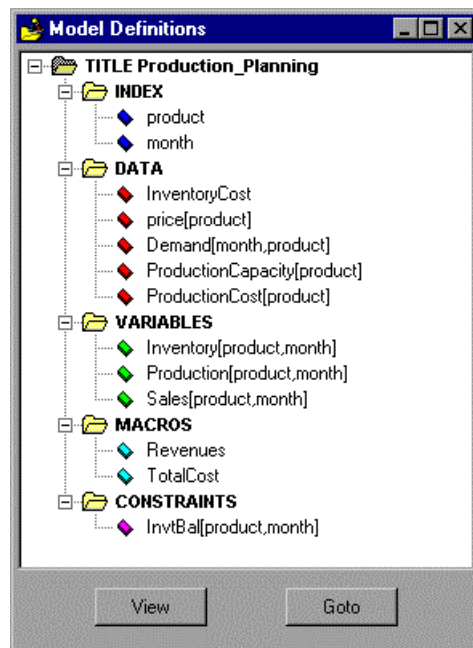 Model Definitions
TITLE Production_Planning
INDEX
product
month
DATA
InventoryCost
price[product]
Demand[month,product]
ProductionCapacity[product]
ProductionCost[product]
VARIABLES
Inventory[product,month]
Production[product,month]
Sales[product,month]
MACROS
Revenues
TotalCost
CONSTRAINTS
InvtBal[product,month]
View Goto